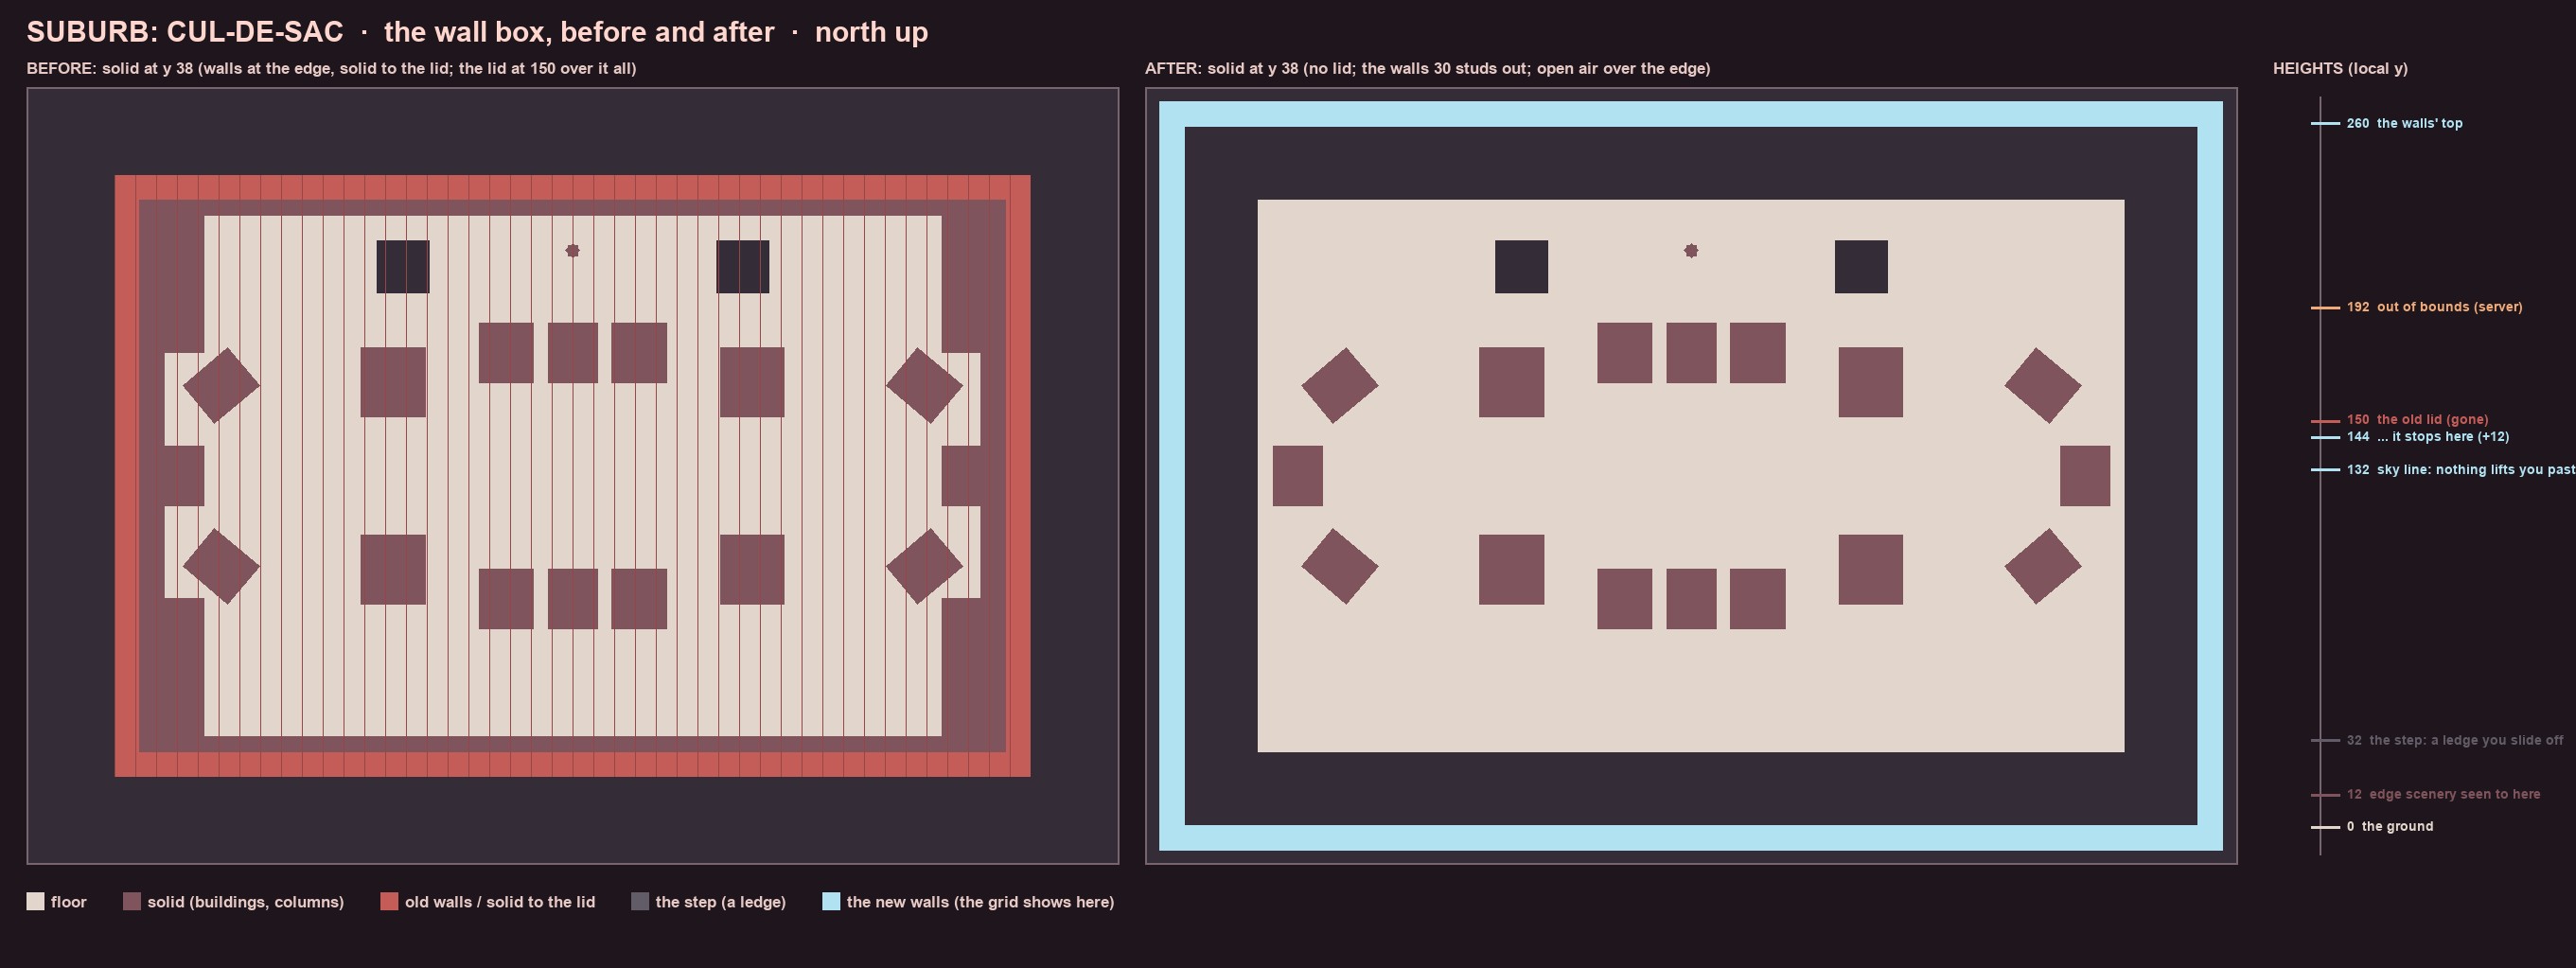 SUBURB: CUL-DE-SAC · the wall box, before and after · north up
BEFORE: solid at y 38 (walls at the edge, solid to the lid; the lid at 150 over it all)
AFTER: solid at y 38 (no lid; the walls 30 studs out; open air over the edge)
HEIGHTS (local y)
260 the walls' top
192 out of bounds (server)
150 the old lid (gone)
144 ... it stops here (+12)
132 sky line: nothing lifts you past
32 the step: a ledge you slide off
12 edge scenery seen to here
0 the ground
floor
solid (buildings, columns)
old walls / solid to the lid
the step (a ledge)
the new walls (the grid shows here)